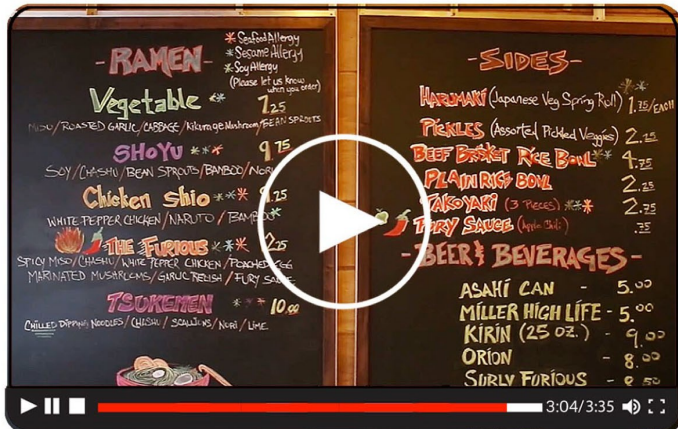 -RAMEN-
*Seafood Allergy
*Sesame Allergy
*Soy Allergy
(Please let us know
when you order)
Vegetable * 7.25
MISO/ROASTED GARLIC/CABBAGE/Kikurage Mushroom/BEAN SPROUTS
SHOYU 9.75
SOY/CHASHU/BEAN SPROUTS/BAMBOO/NORI
Chicken Shio *** .25
WHITE PEPPER CHICKEN/NARUTO/BAMBOO
THE FURIOUS ***
SPICY MISO/CHASHU/WHITE PEPPER CHICKEN/POACHED EGG
MARINATED MUSHROOMS/GARLIC RELISH/FURY SAUCE
TSUKEMEN *** 10.00
CHILLED DIPPING NOODLES/CHASHU/SCALLIONS/NORI/LIME
-SIDES-
HARUMAKI (Japanese Veg Spring Roll) 1.75/EACH
PICKLES (Assorted Pickled Veggies) 2.25
BEEF BRISKET RICE BOWL ** 4.75
PLAIN RICE BOWL 2.25
TAKOYAKI (3 PIECES) *** 2.75
FURY SAUCE (Apple Chili) .75
-BEER & BEVERAGES-
ASAHI CAN - 5.00
MILLER HIGH LIFE - 5.00
KIRIN (25 OZ.) - 9.00
ORION - 8.00
SURLY FURIOUS - 8.50
3:04/3:35